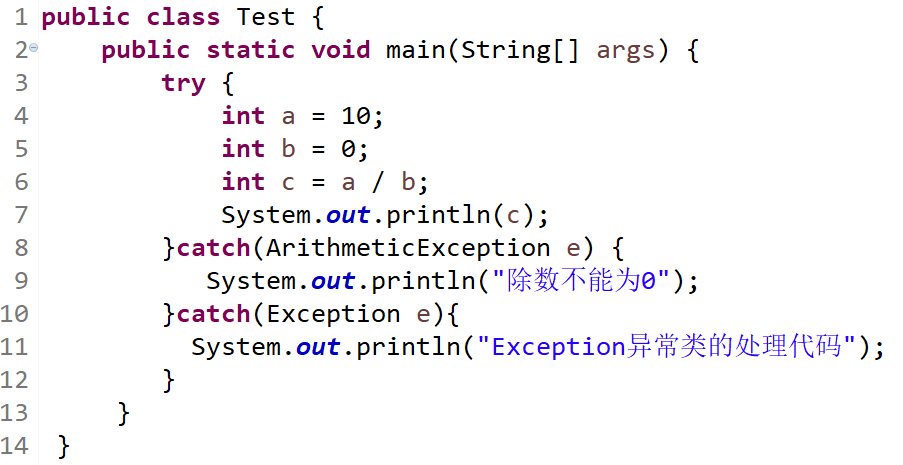 1 public class Test {
2 public static void main(String[] args) {
3 try {
4 int a = 10;
5 int b = 0;
6 int c = a / b;
7 System.out.println(c);
8 }catch(ArithmeticException e) {
9 System.out.println("除数不能为0");
10 }catch(Exception e){
11 System.out.println("Exception异常类的处理代码");
12 }
13 }
14 }